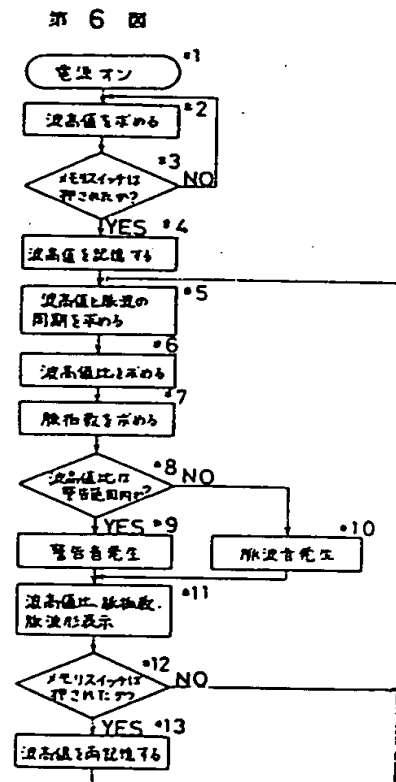 第6図
*1
電源オン
*2
波高値を求める
*3
メモリスイッチは
押されたか?
NO
YES *4
波高値を記憶する
*5
波高値と脈波の
周期を求める
*6
波高値比を求める
*7
脈拍数を求める
*8
波高値比は
警告範囲内か?
NO
YES *9
警告音発生
*10
脈波音発生
*11
波高値比、脈拍数、
脈波形表示
*12
メモリスイッチは
押されたか?
NO
YES *13
波高値を再記憶する